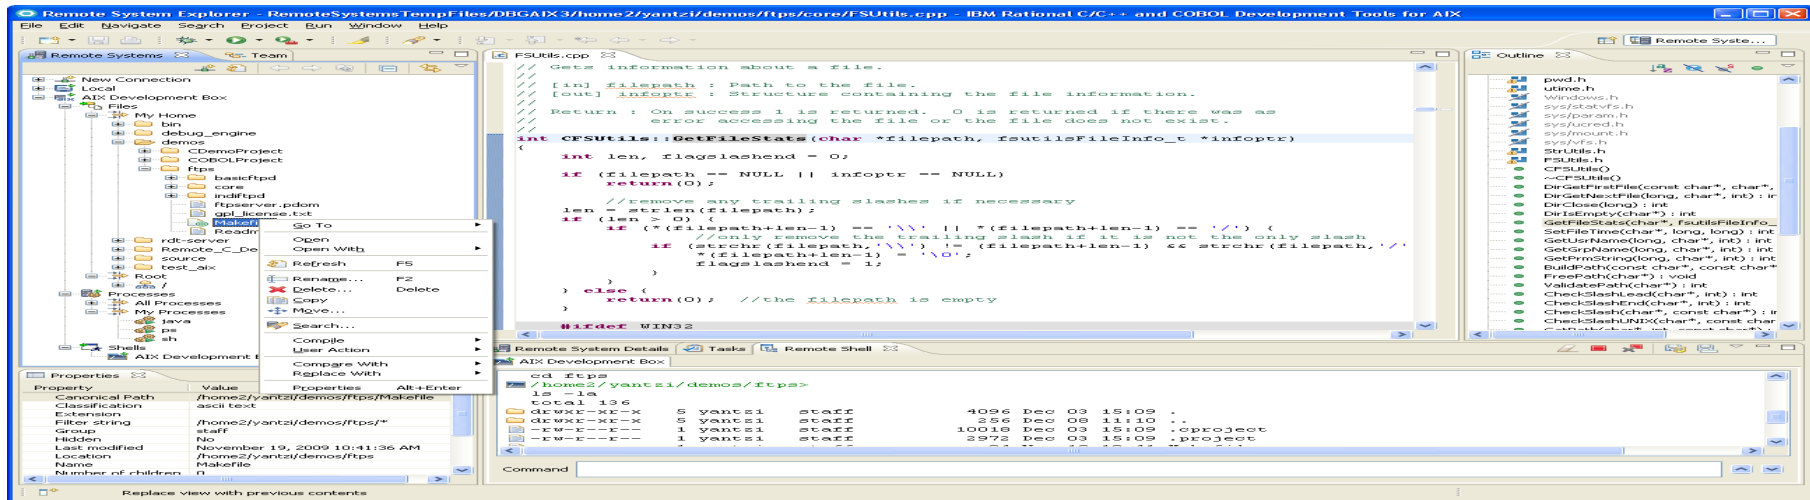 Remote System Explorer - RemoteSystemsTempFiles/DBGAIX3/home2/yantzi/demos/ftps/core/FSUtils.cpp - IBM Rational C/C++ and COBOL Development Tools for AIX
File Edit Navigate Search Project Run Window Help
Remote Syste...
Remote Systems
Team
New Connection
Local
AIX Development Box
Files
My Home
bin
debug_engine
demos
CDemoProject
COBOLProject
ftps
basicftpd
core
indiftpd
ftpserver.pdom
gpl_license.txt
Makefile
Readm
rdt-server
Remote_C_De
source
test_aix
Root
/
Processes
All Processes
My Processes
java
ps
sh
Shells
AIX Development
Go To
Open
Open With
Refresh F5
Rename... F2
Delete... Delete
Copy
Move...
Search...
Compile
User Action
Compare With
Replace With
Properties Alt+Enter
Properties
Property Value
Canonical Path /home2/yantzi/demos/ftps/Makefile
Classification ascii text
Extension
Filter string /home2/yantzi/demos/ftps/*
Group staff
Hidden No
Last modified November 19, 2009 10:41:36 AM
Location /home2/yantzi/demos/ftps
Name Makefile
Number of children 0
FSUtils.cpp
// Gets information about a file.
//
// [in] filepath : Path to the file.
// [out] infoptr : Structure containing the file information.
//
// Return : On success 1 is returned. 0 is returned if there was as
// error accessing the file or the file does not exist.
//
int CFSUtils::GetFileStats(char *filepath, fsutilsFileInfo_t *infoptr)
{
int len, flagslashend = 0;
if (filepath == NULL || infoptr == NULL)
return(0);
//remove any trailing slashes if necessary
len = strlen(filepath);
if (len > 0) {
if (*(filepath+len-1) == '\\' || *(filepath+len-1) == '/') {
//only remove the trailing slash if it is not the only slash
if (strchr(filepath,'\\') != (filepath+len-1) && strchr(filepath,'/'
*(filepath+len-1) = '\0';
flagslashend = 1;
}
}
} else {
return(0); //the filepath is empty
}
#ifdef WIN32
Outline
pwd.h
utime.h
Windows.h
sys/statvfs.h
sys/param.h
sys/ucred.h
sys/mount.h
sys/vfs.h
StrUtils.h
FSUtils.h
CFSUtils()
~CFSUtils()
DirGetFirstFile(const char*, char*,
DirGetNextFile(long, char*, int) : int
DirClose(long) : int
DirIsEmpty(char*) : int
GetFileStats(char*, fsutilsFileInfo_
SetFileTime(char*, long, long) : int
GetUsrName(long, char*, int) : int
GetGrpName(long, char*, int) : int
GetPrmString(long, char*, int) : int
BuildPath(const char*, const char*
FreePath(char*) : void
ValidatePath(char*) : int
CheckSlashLead(char*, int) : int
CheckSlashEnd(char*, int) : int
CheckSlash(char*, const char*) : ir
CheckSlashUNIX(char*, const char
Remote System Details
Tasks
Remote Shell
AIX Development Box
cd ftps
/home2/yantzi/demos/ftps>
ls -la
total 136
drwxr-xr-x 5 yantzi staff 4096 Dec 03 15:09 .
drwxr-xr-x 5 yantzi staff 256 Dec 08 11:10 ..
-rw-r--r-- 1 yantzi staff 10018 Dec 03 15:09 .cproject
-rw-r--r-- 1 yantzi staff 2972 Dec 03 15:09 .project
Command
Replace view with previous contents